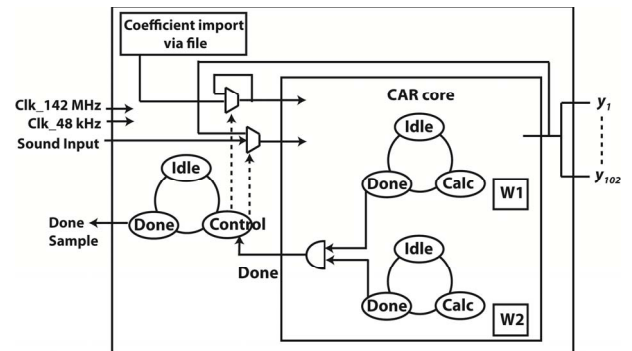 Coefficient import
via file
Clk_142 MHz
Clk_48 kHz
Sound Input
CAR core
y1
y102
Idle
Done
Calc
W1
Idle
Done
Control
Done
Sample
Done
Idle
Done
Calc
W2